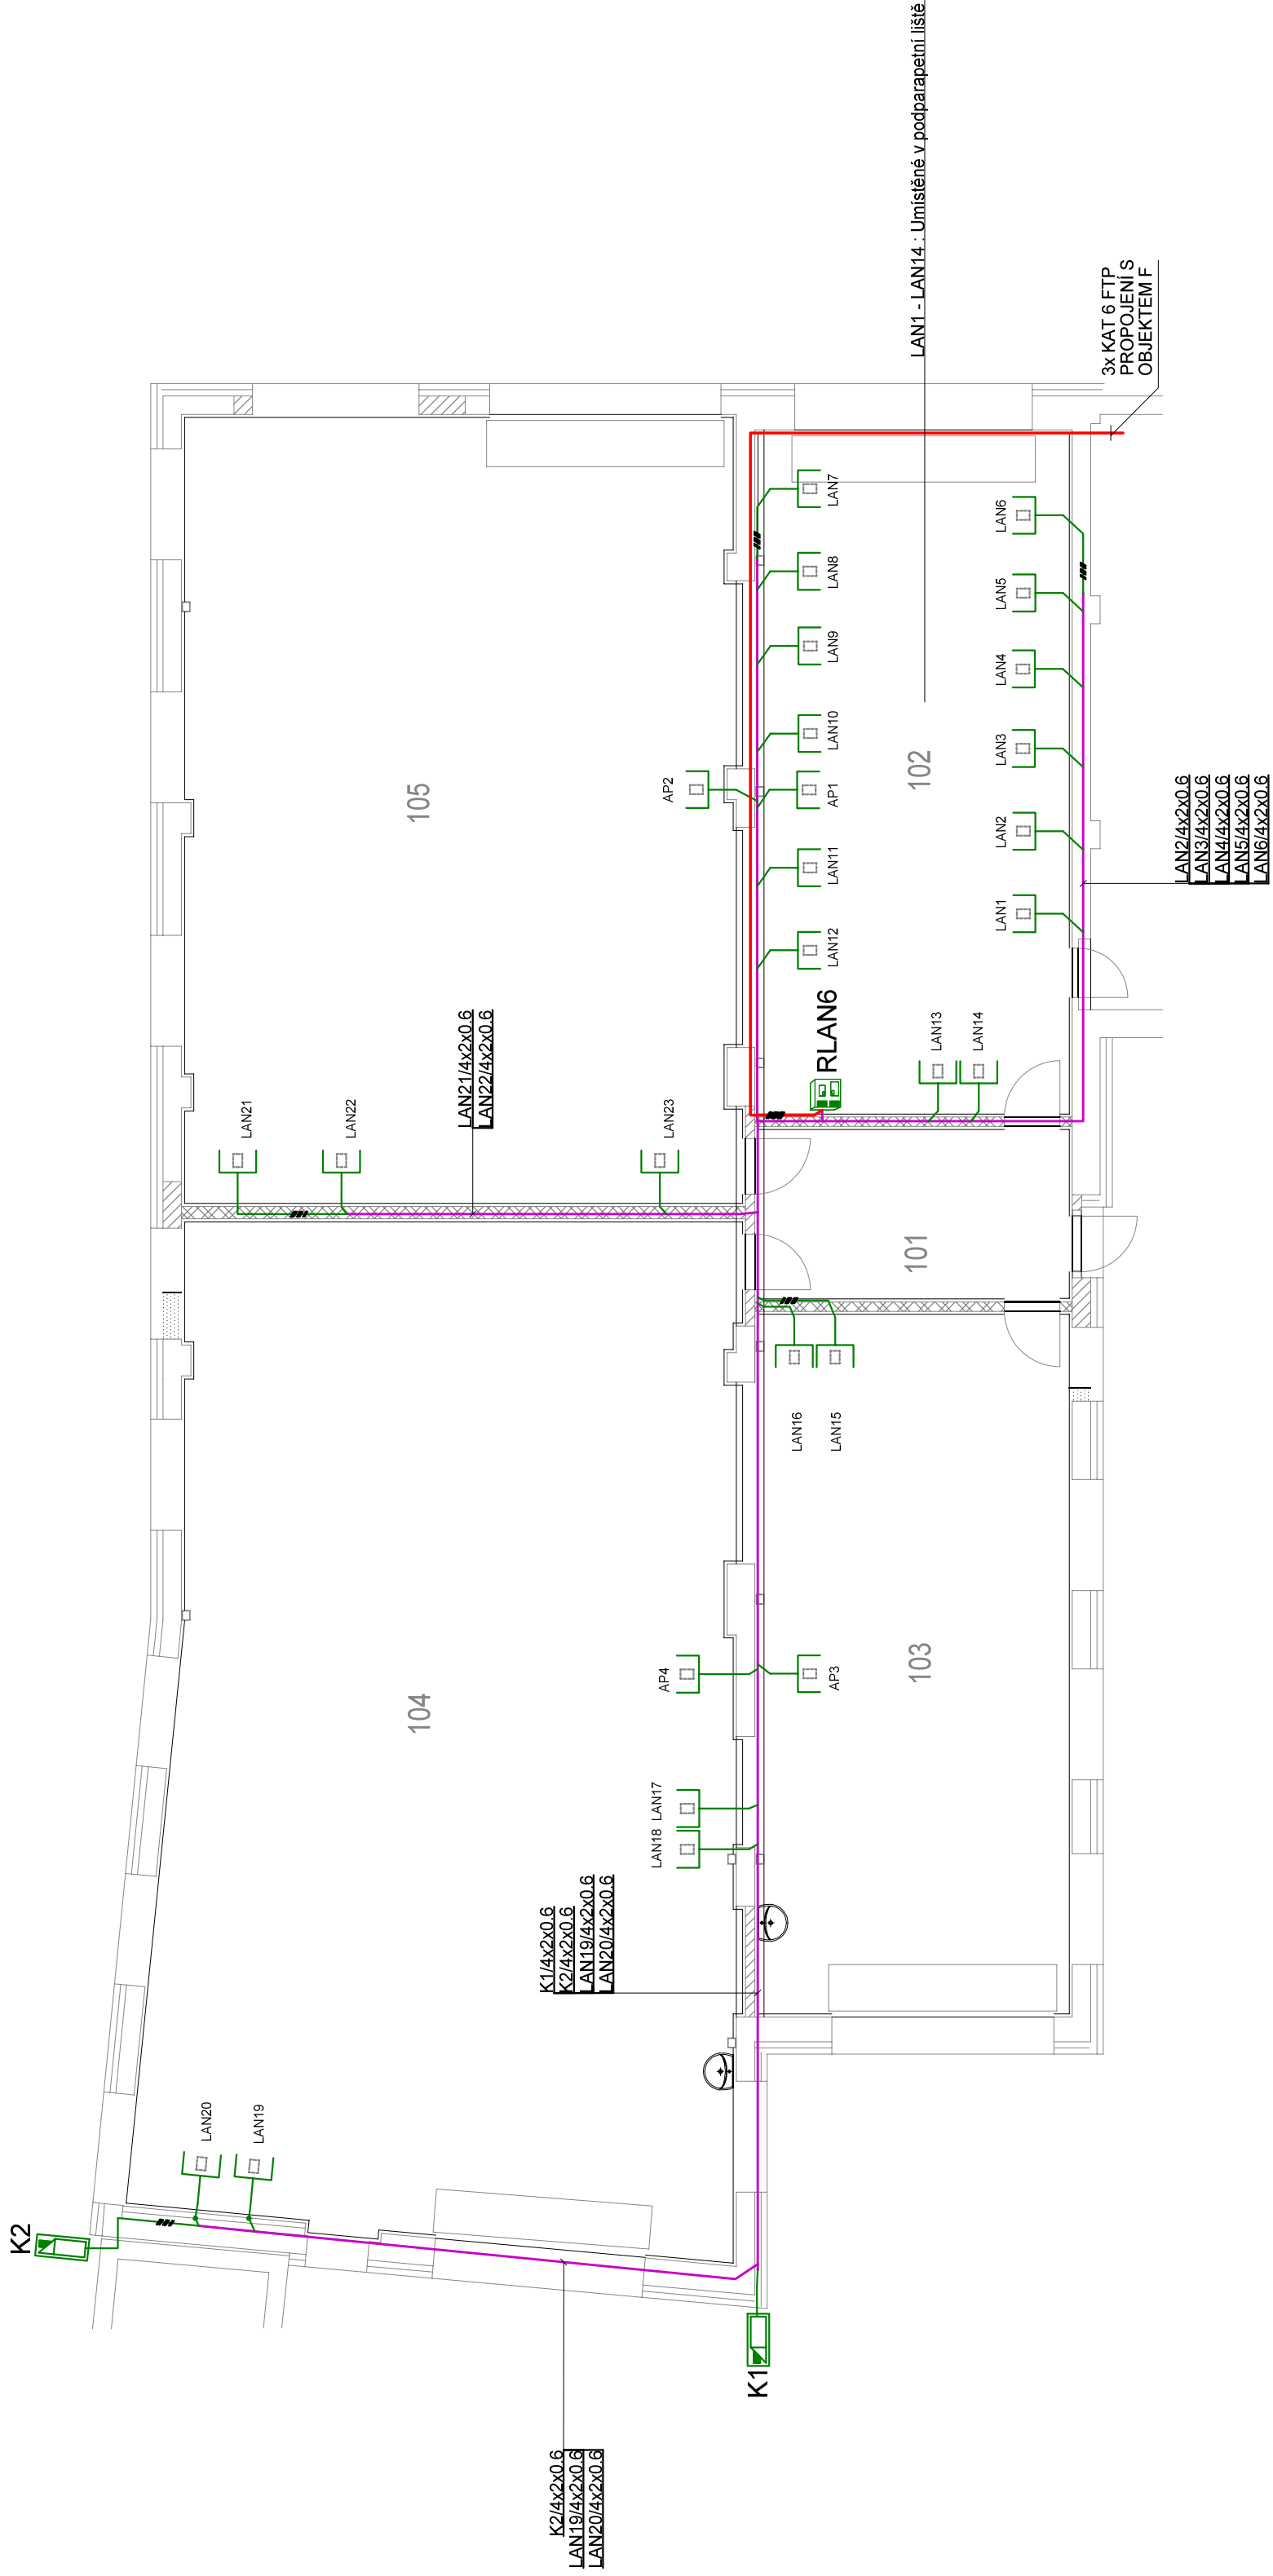 LAN1 - LAN14 : Umístěné v podparapetní liště
3x KAT 6 FTP
PROPOJENÍ S
OBJEKTEM F
LAN7
LAN8
LAN9
LAN10
AP1
LAN11
LAN12
LAN6
LAN5
LAN4
LAN3
LAN2
LAN1
AP2
105
102
LAN2/4x2x0.6
LAN3/4x2x0.6
LAN4/4x2x0.6
LAN5/4x2x0.6
LAN6/4x2x0.6
RLAN6
LAN13
LAN14
LAN21/4x2x0.6
LAN22/4x2x0.6
LAN21
LAN22
LAN23
101
LAN16
LAN15
AP4
AP3
104
103
LAN17
LAN18
K1/4x2x0.6
K2/4x2x0.6
LAN19/4x2x0.6
LAN20/4x2x0.6
LAN20
LAN19
K2
K1
K2/4x2x0.6
LAN19/4x2x0.6
LAN20/4x2x0.6